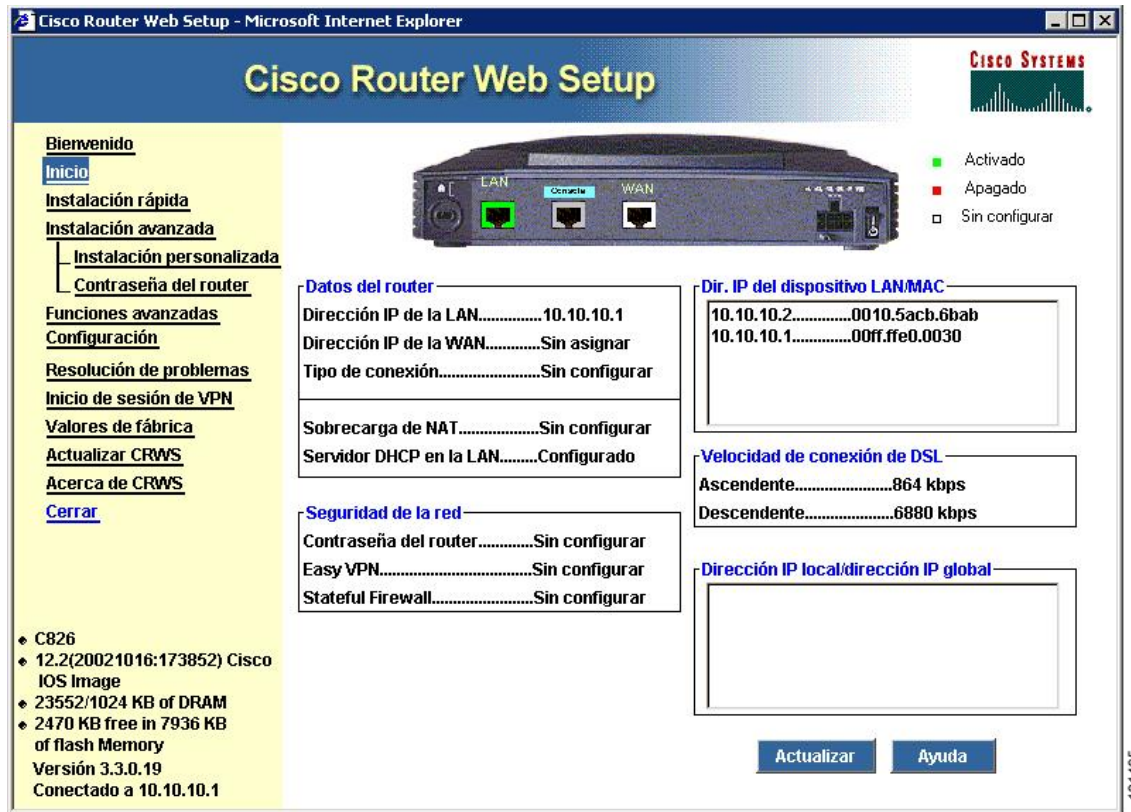 Cisco Router Web Setup - Microsoft Internet Explorer
Cisco Router Web Setup
CISCO SYSTEMS
Bienvenido
Inicio
Instalación rápida
Instalación avanzada
Instalación personalizada
Contraseña del router
Funciones avanzadas
Configuración
Resolución de problemas
Inicio de sesión de VPN
Valores de fábrica
Actualizar CRWS
Acerca de CRWS
Cerrar
C826
12.2(20021016:173852) Cisco
IOS Image
23552/1024 KB of DRAM
2470 KB free in 7936 KB
of flash Memory
Versión 3.3.0.19
Conectado a 10.10.10.1
LAN
Consola
WAN
Activado
Apagado
Sin configurar
Datos del router
Dirección IP de la LAN..............10.10.10.1
Dirección IP de la WAN............Sin asignar
Tipo de conexión.......................Sin configurar
Sobrecarga de NAT..................Sin configurar
Servidor DHCP en la LAN.........Configurado
Seguridad de la red
Contraseña del router............Sin configurar
Easy VPN..................................Sin configurar
Stateful Firewall.......................Sin configurar
Dir. IP del dispositivo LAN/MAC
10.10.10.2.............0010.5acb.6bab
10.10.10.1.............00ff.ffe0.0030
Velocidad de conexión de DSL
Ascendente......................864 kbps
Descendente....................6880 kbps
Dirección IP local/dirección IP global
Actualizar
Ayuda